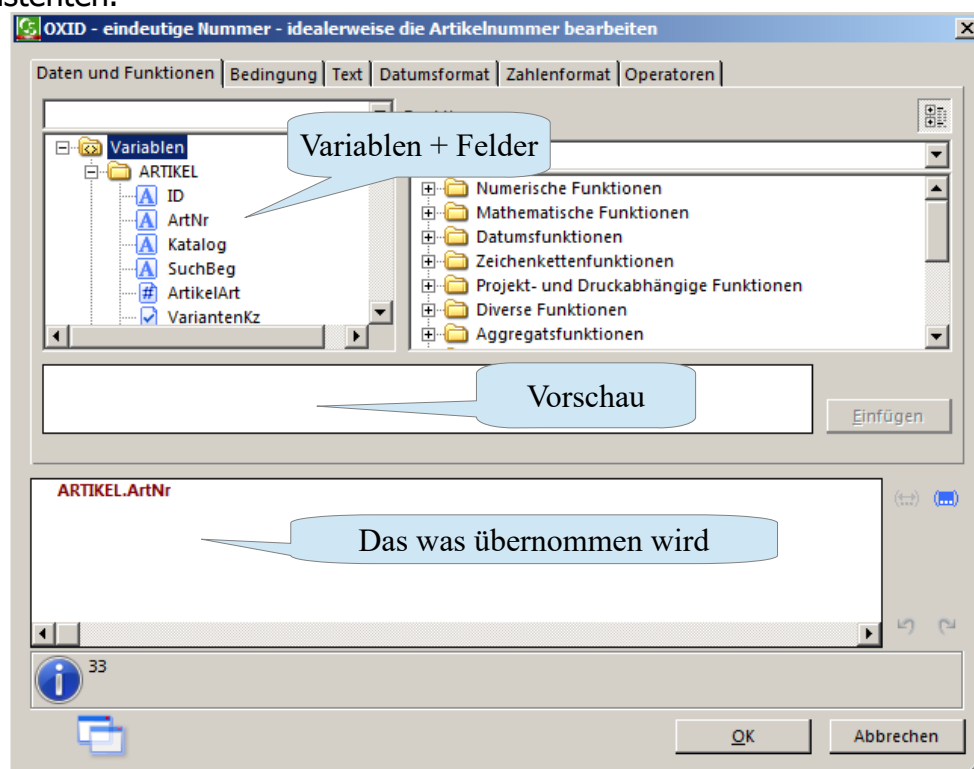 OXID - eindeutige Nummer - idealerweise die Artikelnummer bearbeiten
Daten und Funktionen Bedingung Text Datumsformat Zahlenformat Operatoren
Variablen + Felder
Variablen
ARTIKEL
ID
ArtNr
Katalog
SuchBeg
ArtikelArt
VariantenKz
Numerische Funktionen
Mathematische Funktionen
Datumsfunktionen
Zeichenkettenfunktionen
Projekt- und Druckabhängige Funktionen
Diverse Funktionen
Aggregatsfunktionen
Vorschau
Einfügen
ARTIKEL.ArtNr
Das was übernommen wird
33
OK Abbrechen